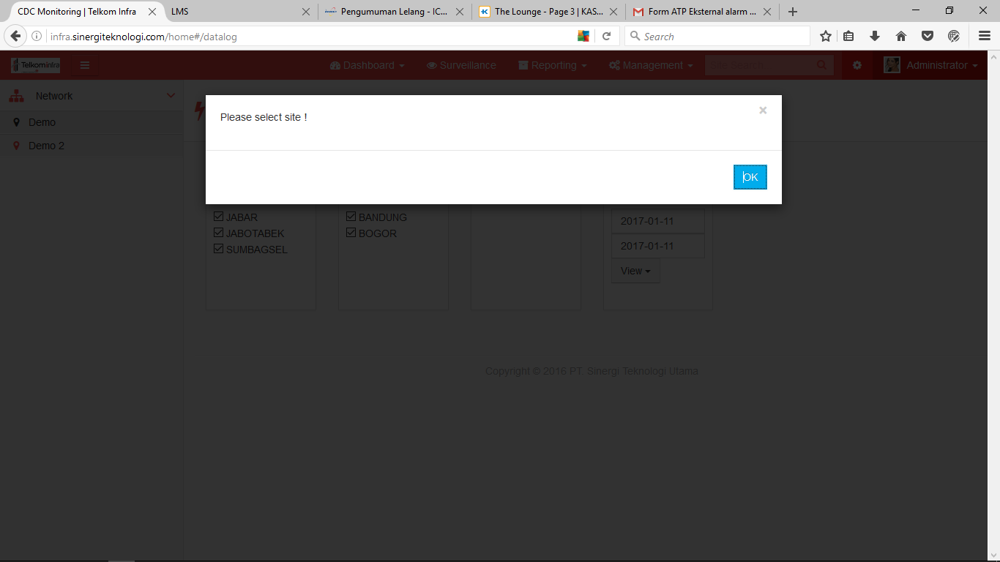 CDC Monitoring | Telkom Infra
LMS
Pengumuman Lelang - IC...
The Lounge - Page 3 | KAS...
Form ATP Eksternal alarm ...
infra.sinergiteknologi.com/home#/datalog
Search
Telkominfra
Dashboard
Surveillance
Reporting
Management
Site Search
Administrator
Network
Demo
Demo 2
Please select site !
×
OK
JABAR
JABOTABEK
SUMBAGSEL
BANDUNG
BOGOR
2017-01-11
2017-01-11
View
Copyright © 2016 PT. Sinergi Teknologi Utama